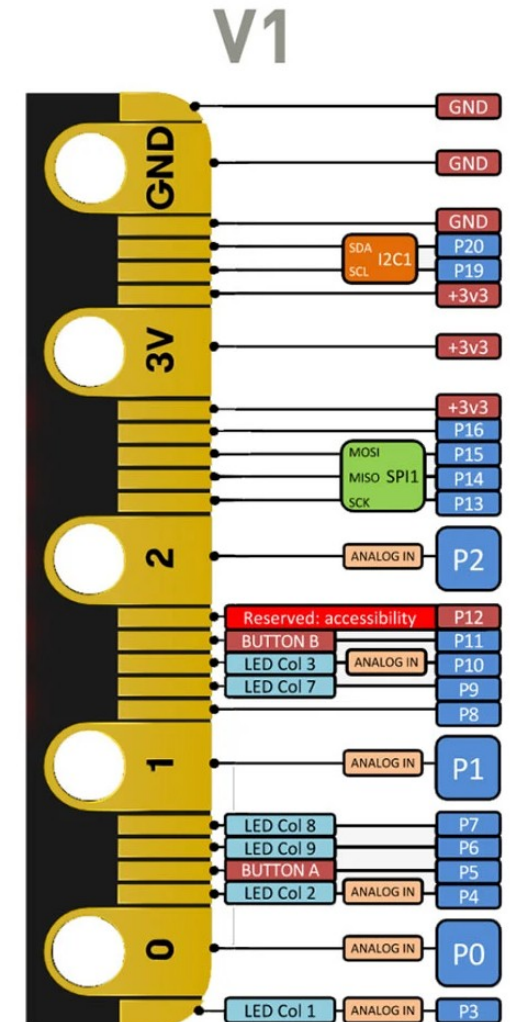 V1
GND
GND GND
GND
SDA I2C1 P20
SCL P19
+3v3
3V +3v3
+3v3
P16
MOSI P15
MISO SPI1 P14
SCK P13
2 ANALOG IN P2
Reserved: accessibility P12
BUTTON B P11
LED Col 3 ANALOG IN P10
LED Col 7 P9
P8
1 ANALOG IN P1
LED Col 8 P7
LED Col 9 P6
BUTTON A P5
LED Col 2 ANALOG IN P4
0 ANALOG IN P0
LED Col 1 ANALOG IN P3